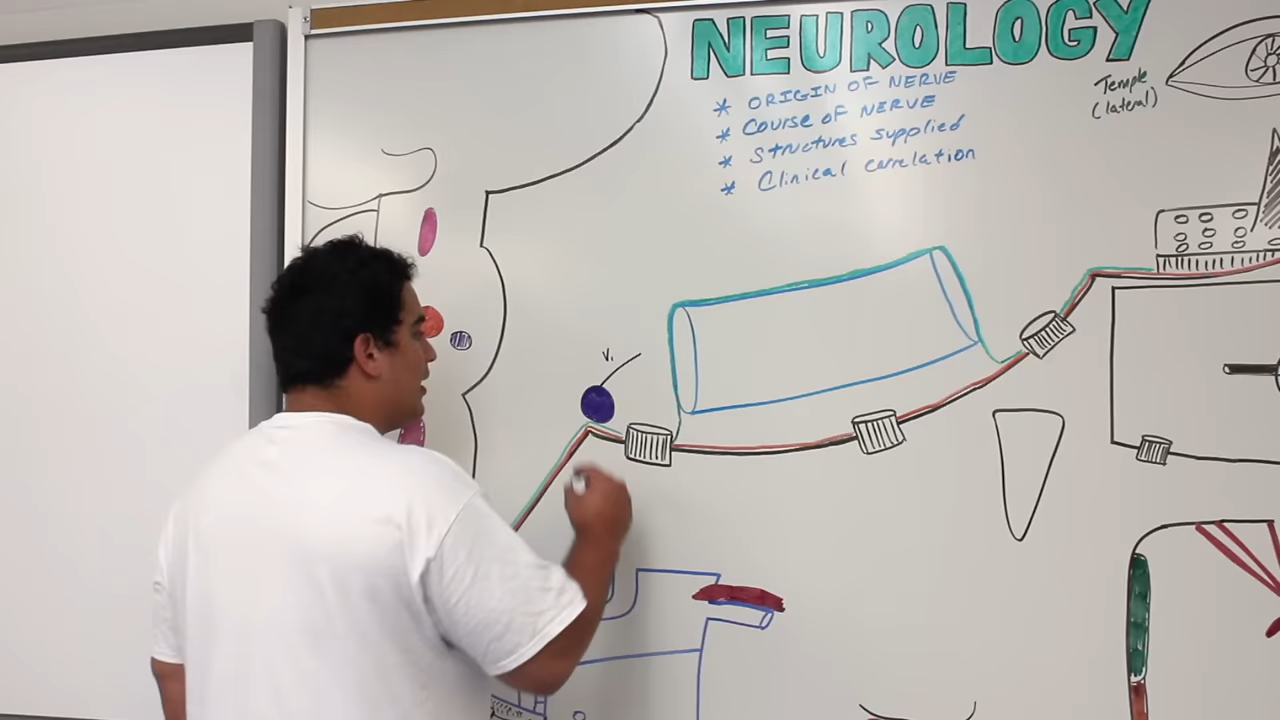 NEUROLOGY
* ORIGIN OF NERVE
* Course OF NERVE
* Structures supplied
* Clinical correlation
Temple
(lateral)
V₁